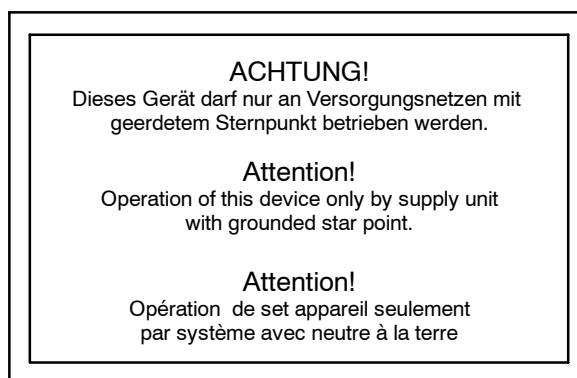 ACHTUNG!
Dieses Gerät darf nur an Versorgungsnetzen mit
geerdetem Sternpunkt betrieben werden.
Attention!
Operation of this device only by supply unit
with grounded star point.
Attention!
Opération de set appareil seulement
par système avec neutre à la terre